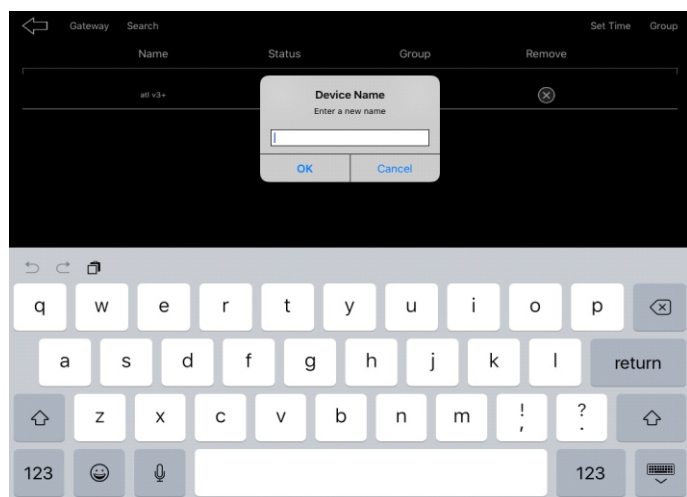 Gateway Search Set Time Group
Name Status Group Remove
atl v3+
Device Name
Enter a new name
OK Cancel
q w e r t y u i o p
a s d f g h j k l return
z x c v b n m ! , ? .
123 123